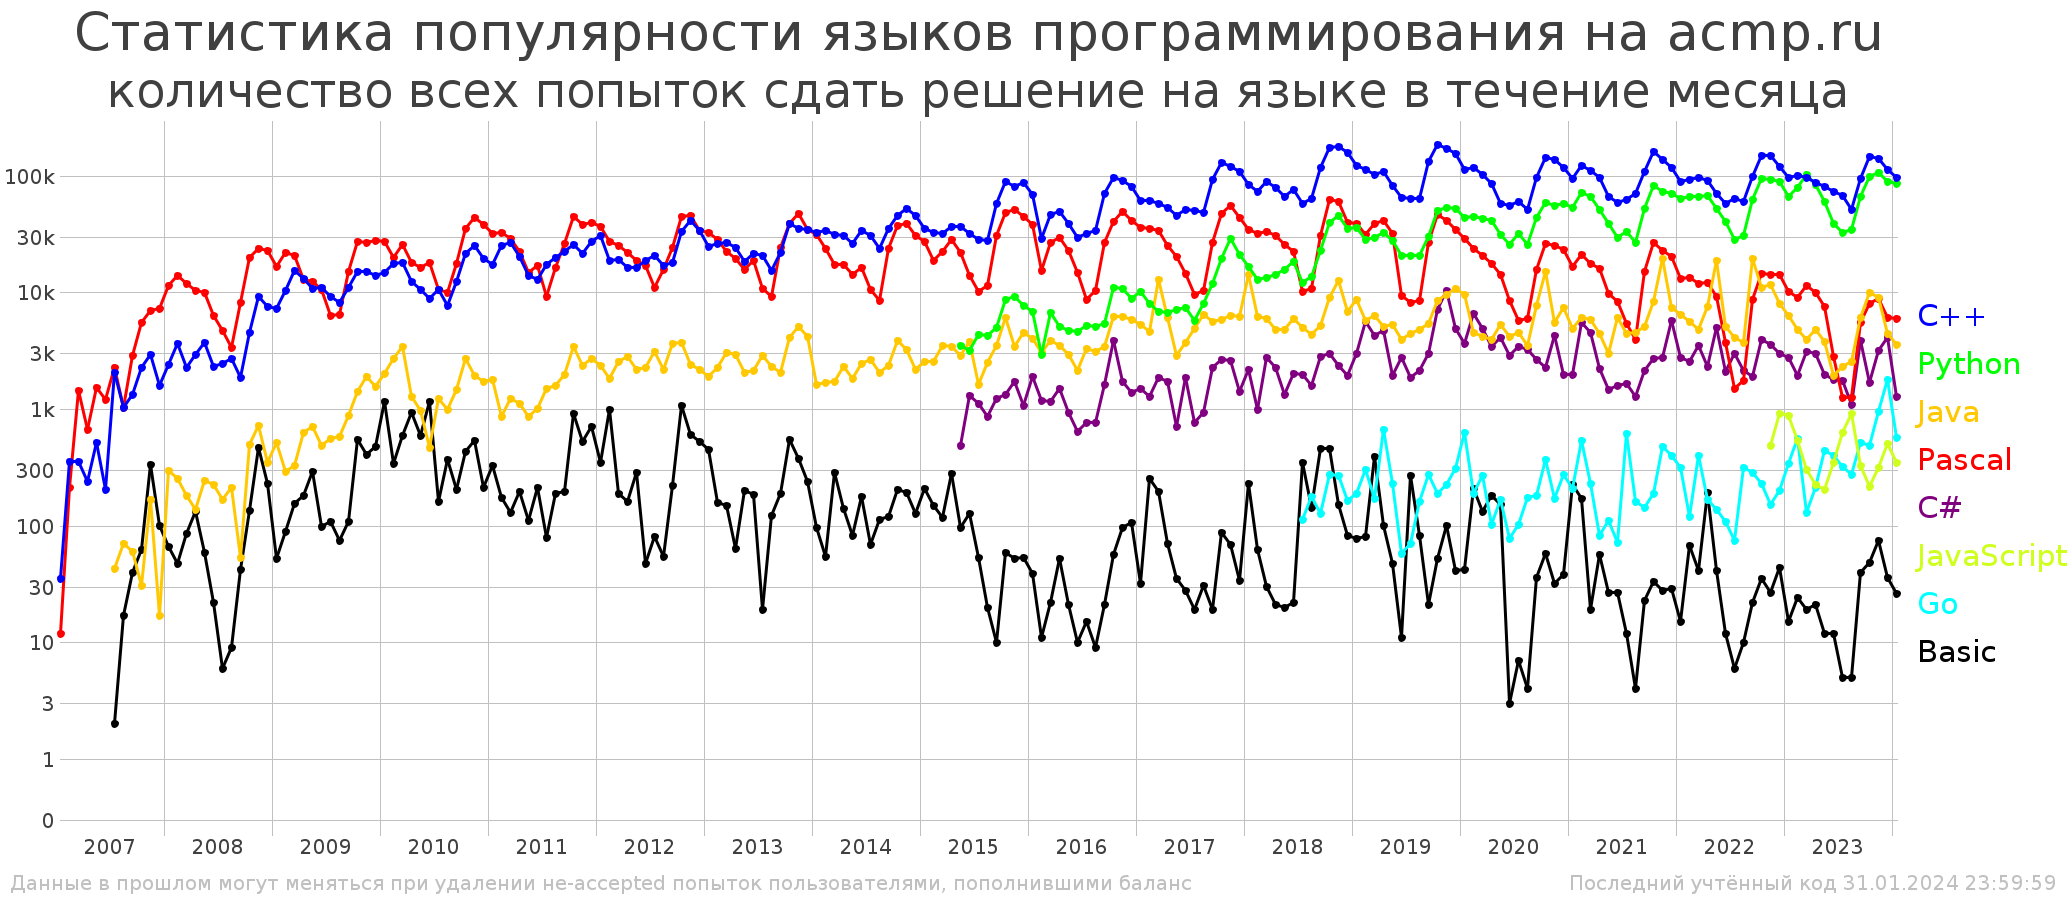 Статистика популярности языков программирования на acmp.ru
количество всех попыток сдать решение на языке в течение месяца
100k
30k
10k
3k
1k
300
100
30
10
3
1
0
2007 2008 2009 2010 2011 2012 2013 2014 2015 2016 2017 2018 2019 2020 2021 2022 2023
C++
Python
Java
Pascal
C#
JavaScript
Go
Basic
Данные в прошлом могут меняться при удалении не-accepted попыток пользователями, пополнившими баланс
Последний учтённый код 31.01.2024 23:59:59